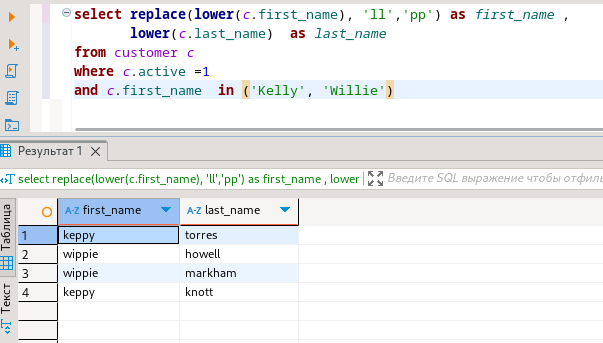 select replace(lower(c.first_name), 'll','pp') as first_name ,
lower(c.last_name)  as last_name
from customer c
where c.active =1
and c.first_name  in ('Kelly', 'Willie')
Результат 1
select replace(lower(c.first_name), 'll','pp') as first_name , lower
Введите SQL выражение чтобы отфиль
Таблица
Текст
first_name last_name
1 keppy torres
2 wippie howell
3 wippie markham
4 keppy knott